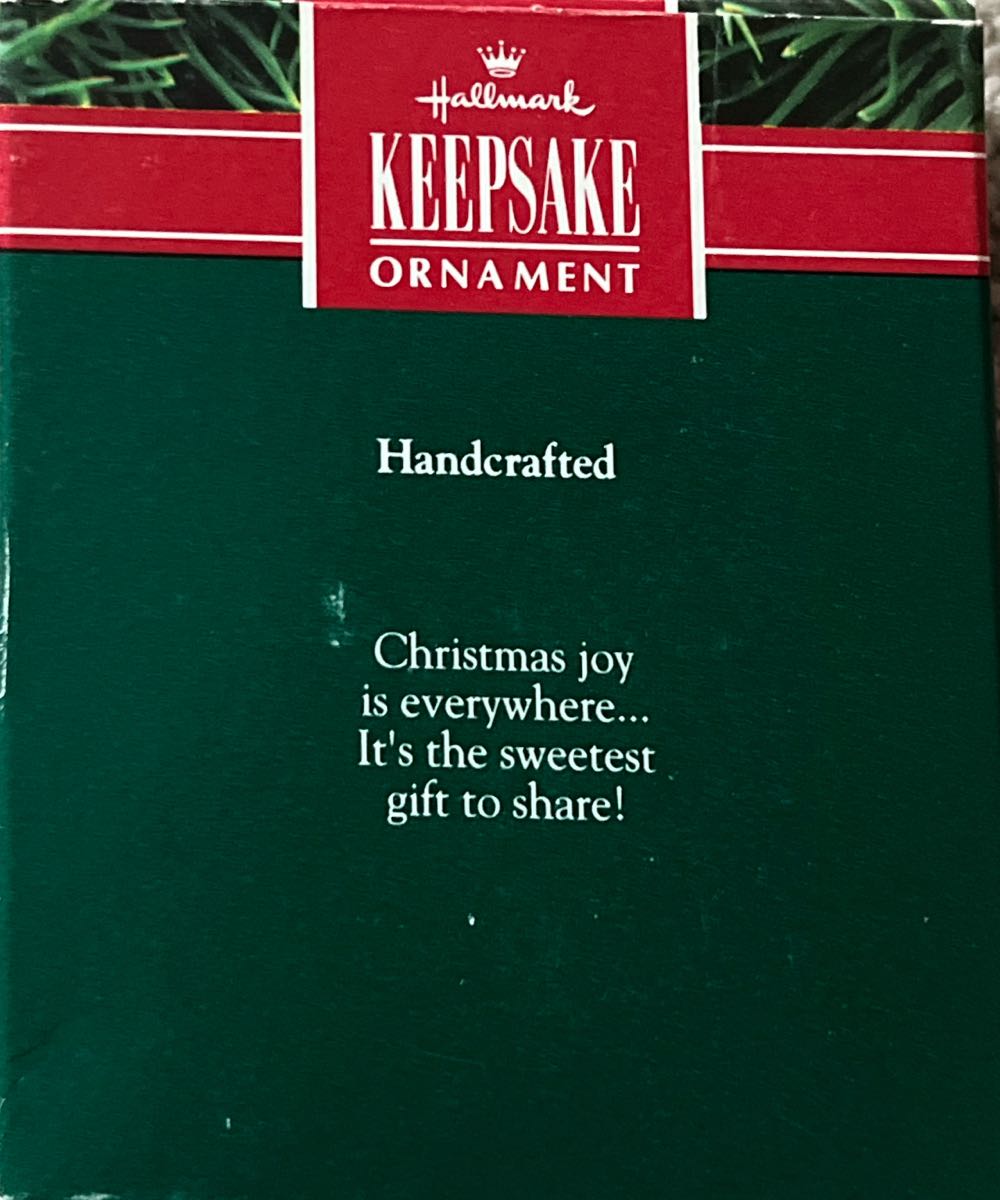 Hallmark
KEEPSAKE
ORNAMENT
Handcrafted
Christmas joy
is everywhere...
It's the sweetest
gift to share!